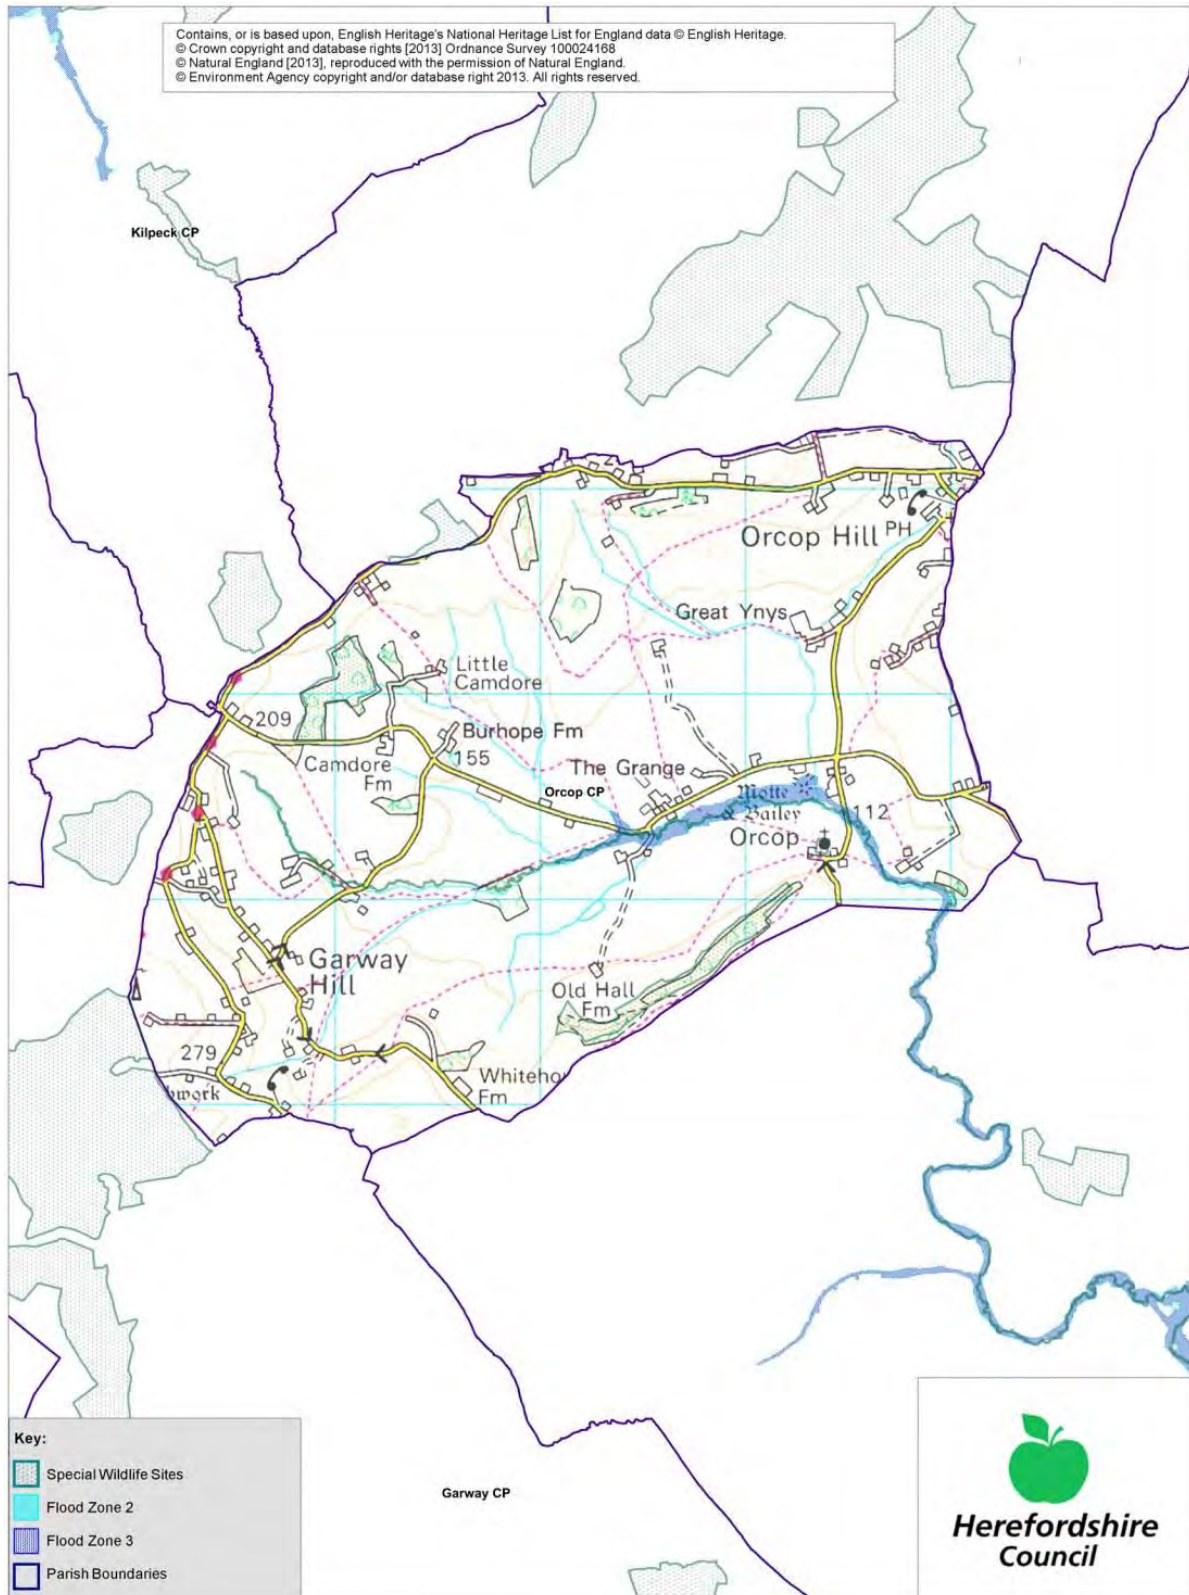 Contains, or is based upon, English Heritage's National Heritage List for England data © English Heritage.
© Crown copyright and database rights [2013] Ordnance Survey 100024168
© Natural England [2013], reproduced with the permission of Natural England.
© Environment Agency copyright and/or database right 2013. All rights reserved.
Kilpeck CP
Orcop Hill PH
Great Ynys
Little
Camdore
209
Burhope Fm
155
Camdore
Fm
The Grange
Orcop CP
Motte
& Bailey
112
Orcop
Garway
Hill
Old Hall
Fm
279
Whiteho
Fm
hwork
Key:
Special Wildlife Sites
Flood Zone 2
Flood Zone 3
Parish Boundaries
Garway CP
Herefordshire
Council